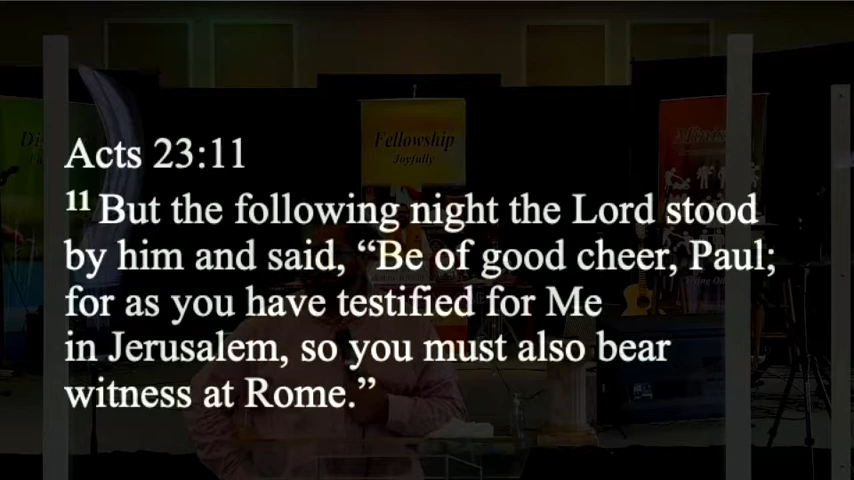 Acts 23:11
11 But the following night the Lord stood
by him and said, “Be of good cheer, Paul;
for as you have testified for Me
in Jerusalem, so you must also bear
witness at Rome.”
Fellowship
Joyfully